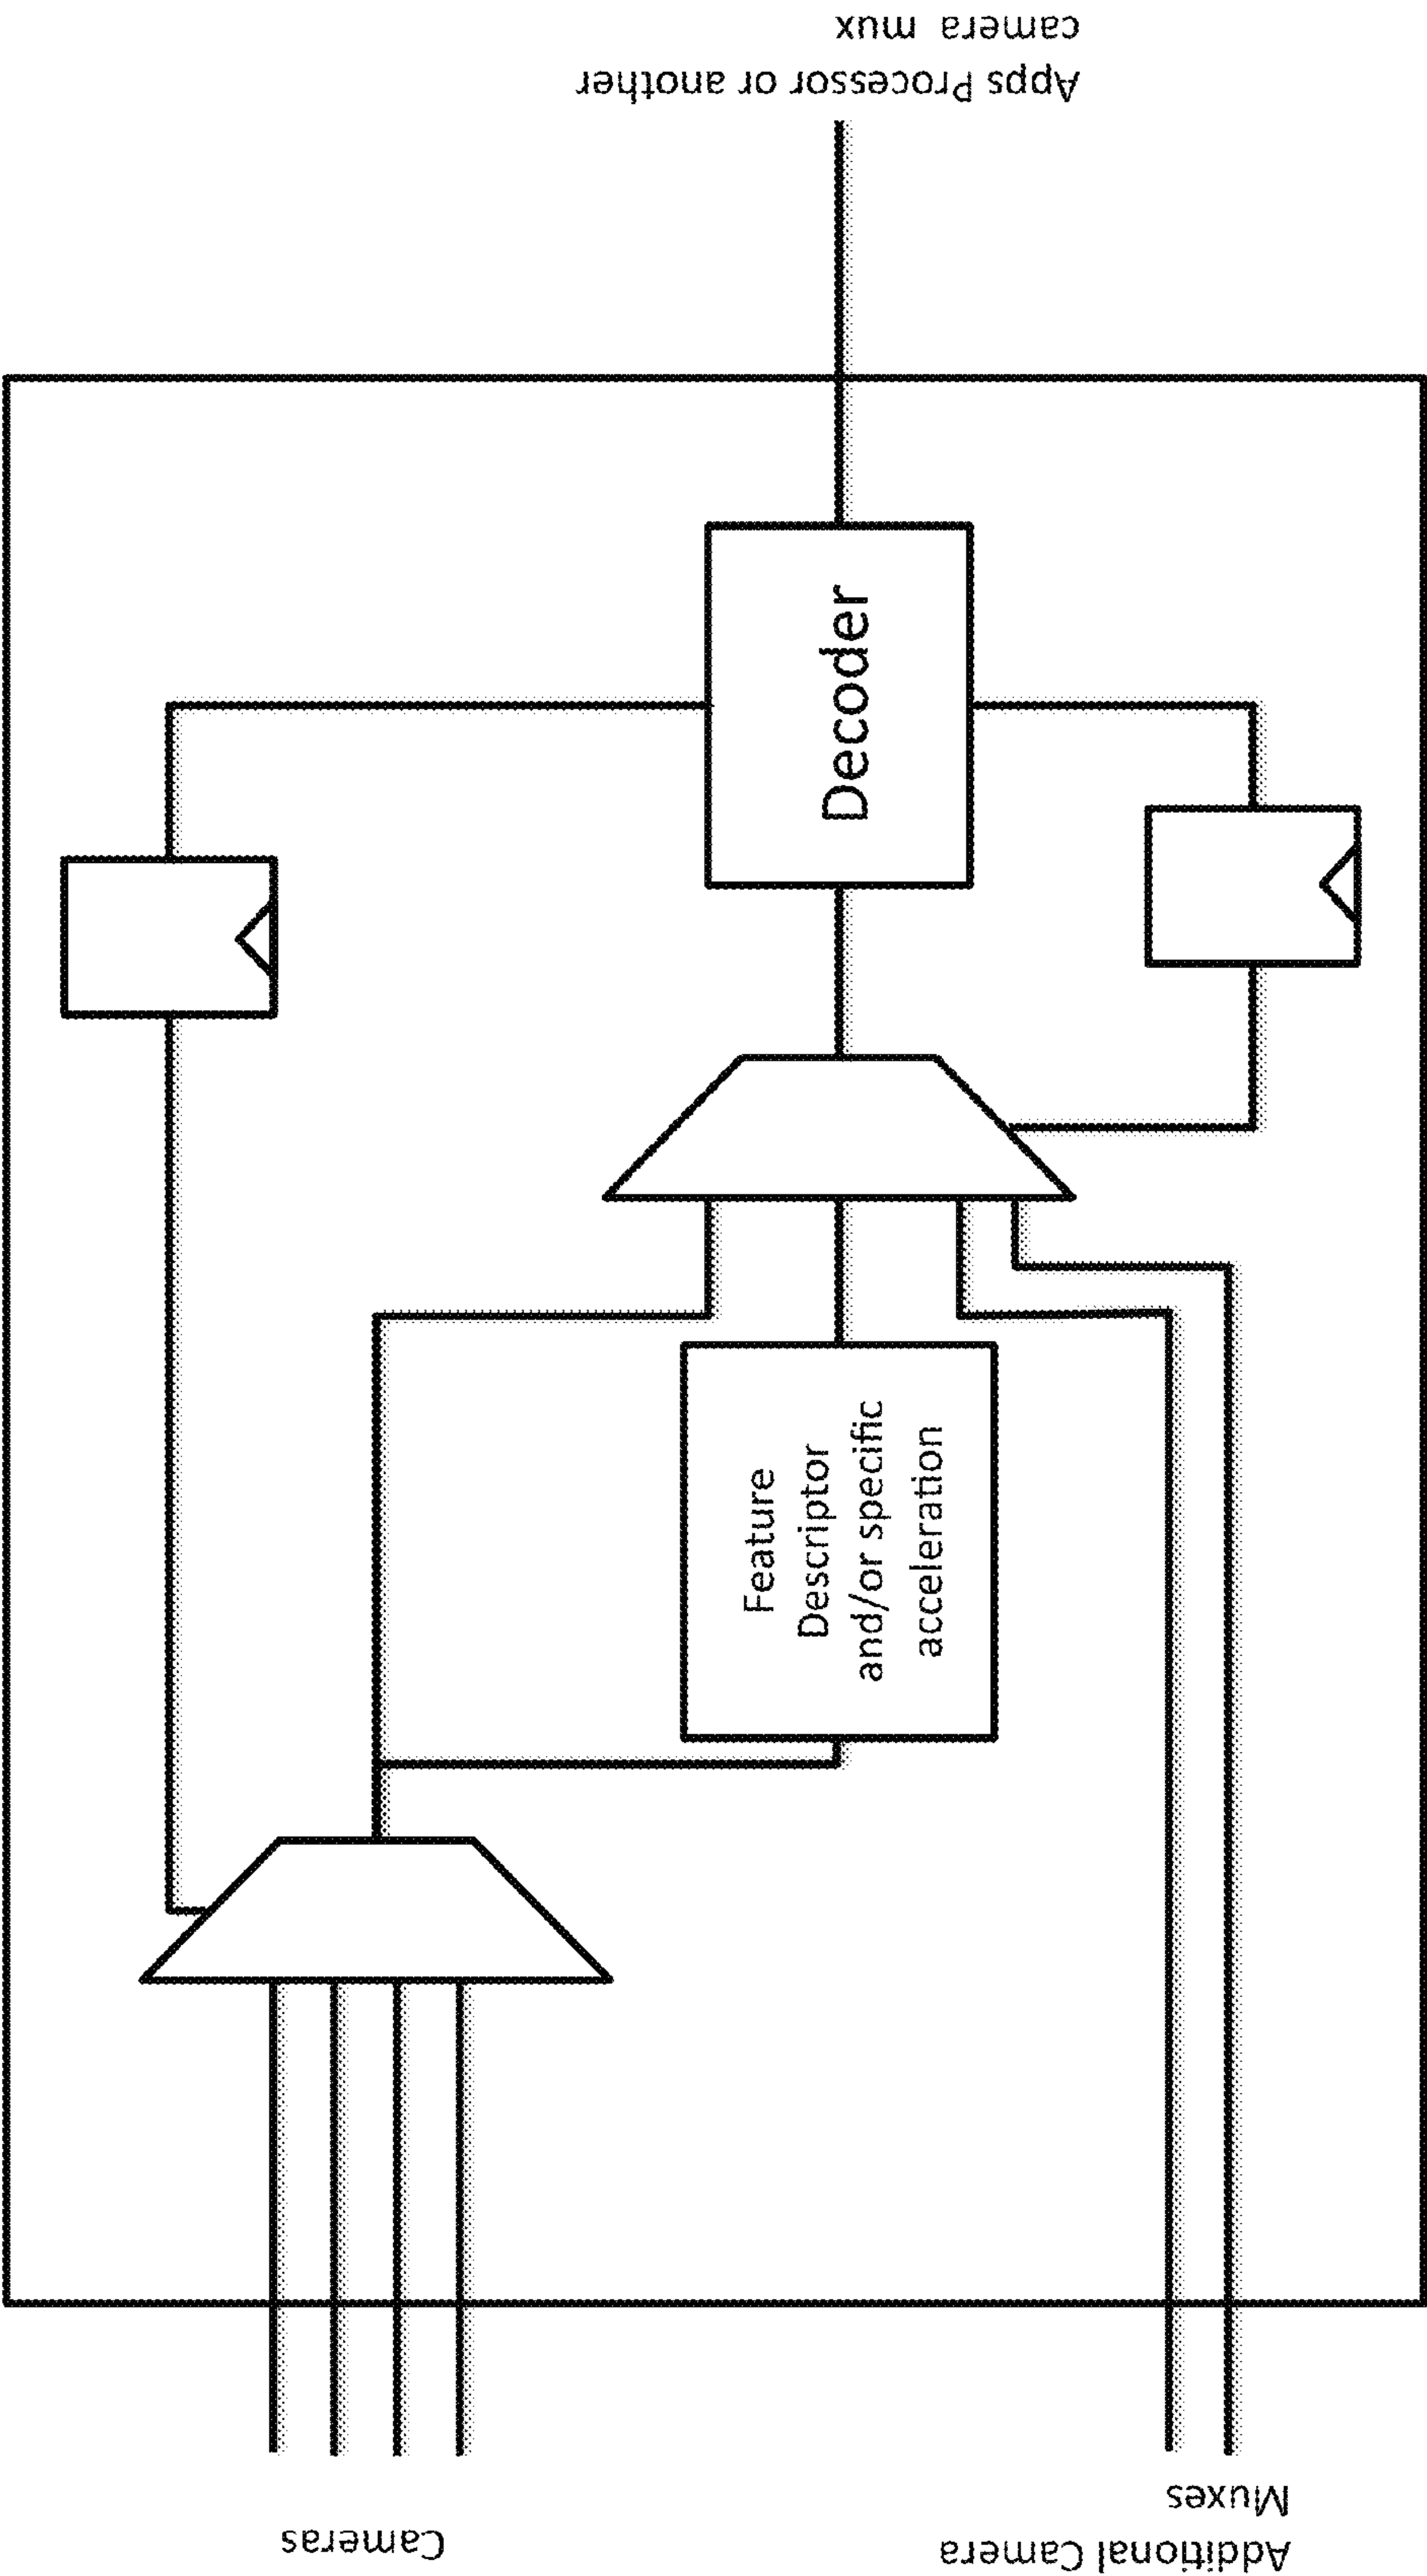 Apps Processor or another
camera mux
Decoder
Feature
Descriptor
and/or specific
acceleration
Cameras
Additional Camera
Muxes